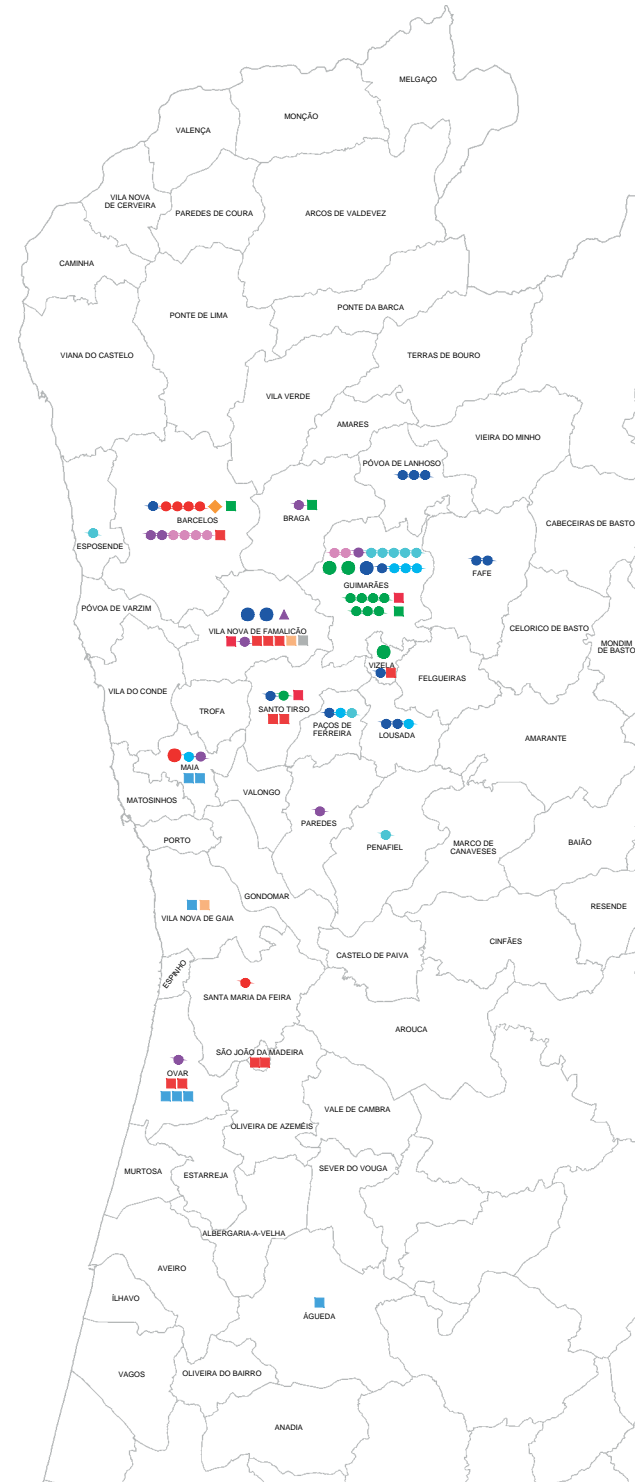 MELGAÇO
MONÇÃO
VALENÇA
VILA NOVA
DE CERVEIRA
PAREDES DE COURA
ARCOS DE VALDEVEZ
CAMINHA
PONTE DA BARCA
PONTE DE LIMA
VIANA DO CASTELO
TERRAS DE BOURO
VILA VERDE
AMARES
VIEIRA DO MINHO
PÓVOA DE LANHOSO
BARCELOS
BRAGA
CABECEIRAS DE BASTO
ESPOSENDE
FAFE
GUIMARÃES
PÓVOA DE VARZIM
VILA NOVA DE FAMALICÃO
CELORICO DE BASTO
MONDIM
DE BASTO
VIZELA
FELGUEIRAS
VILA DO CONDE
TROFA
SANTO TIRSO
PAÇOS DE
FERREIRA
LOUSADA
AMARANTE
MAIA
MATOSINHOS
VALONGO
PAREDES
PENAFIEL
PORTO
MARCO DE
CANAVESES
BAIÃO
GONDOMAR
RESENDE
VILA NOVA DE GAIA
CINFÃES
CASTELO DE PAIVA
ESPINHO
SANTA MARIA DA FEIRA
AROUCA
SÃO JOÃO DA MADEIRA
OVAR
VALE DE CAMBRA
OLIVEIRA DE AZEMÉIS
MURTOSA
ESTARREJA
SEVER DO VOUGA
ALBERGARIA-A-VELHA
AVEIRO
ÍLHAVO
ÁGUEDA
VAGOS
OLIVEIRA DO BAIRRO
ANADIA